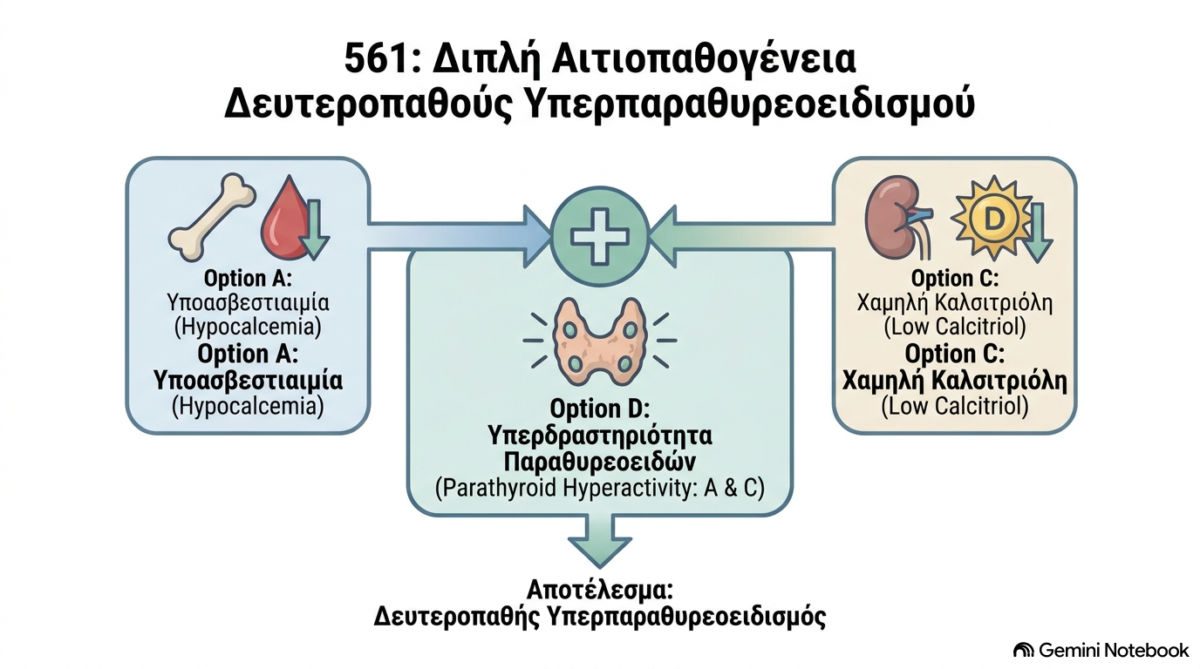 561: Διπλή Αιτιοπαθογένεια
Δευτεροπαθούς Υπερπαραθυρεοειδισμού
Option A:
Υποασβεστιαιμία
(Hypocalcemia)
Option A:
Υποασβεστιαιμία
(Hypocalcemia)
D
Option C:
Χαμηλή Καλσιτριόλη
(Low Calcitriol)
Option C:
Χαμηλή Καλσιτριόλη
(Low Calcitriol)
Option D:
Υπερδραστηριότητα
Παραθυρεοειδών
(Parathyroid Hyperactivity: A & C)
Αποτέλεσμα:
Δευτεροπαθής Υπερπαραθυρεοειδισμός
Gemini Notebook